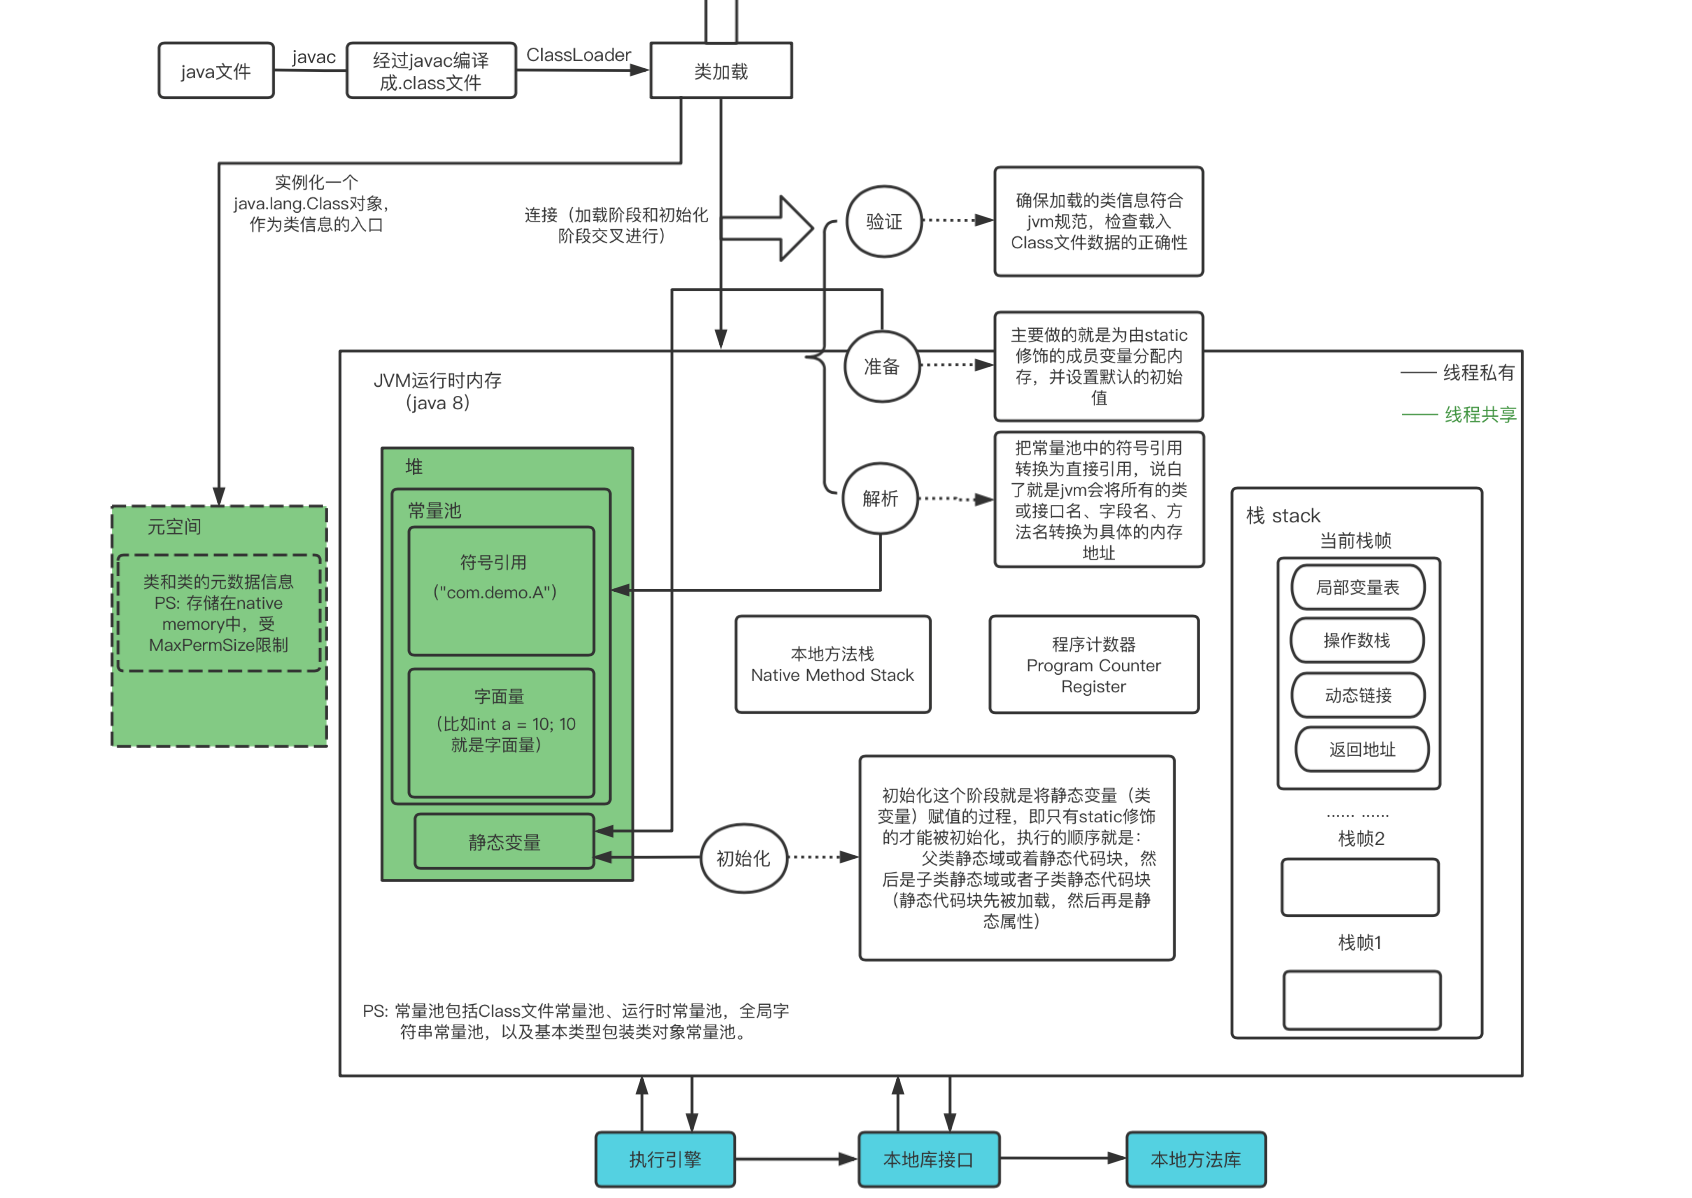 java文件
javac
经过javac编译
成.class文件
ClassLoader
类加载
实例化一个
java.lang.Class对象，
作为类信息的入口
连接（加载阶段和初始化
阶段交叉进行）
验证
确保加载的类信息符合
jvm规范，检查载入
Class文件数据的正确性
准备
主要做的就是为由static
修饰的成员变量分配内
存，并设置默认的初始
值
解析
把常量池中的符号引用
转换为直接引用，说白
了就是jvm会将所有的类
或接口名、字段名、方
法名转换为具体的内存
地址
JVM运行时内存
（java 8）
线程私有
线程共享
元空间
类和类的元数据信息
PS: 存储在native
memory中，受
MaxPermSize限制
堆
常量池
符号引用
（"com.demo.A"）
字面量
（比如int a = 10; 10
就是字面量）
静态变量
本地方法栈
Native Method Stack
程序计数器
Program Counter
Register
初始化
初始化这个阶段就是将静态变量（类
变量）赋值的过程，即只有static修饰
的才能被初始化，执行的顺序就是：
父类静态域或着静态代码块，然
后是子类静态域或者子类静态代码块
（静态代码块先被加载，然后再是静
态属性）
栈 stack
当前栈帧
局部变量表
操作数栈
动态链接
返回地址
...... ......
栈帧2
栈帧1
PS: 常量池包括Class文件常量池、运行时常量池，全局字
符串常量池，以及基本类型包装类对象常量池。
执行引擎
本地库接口
本地方法库